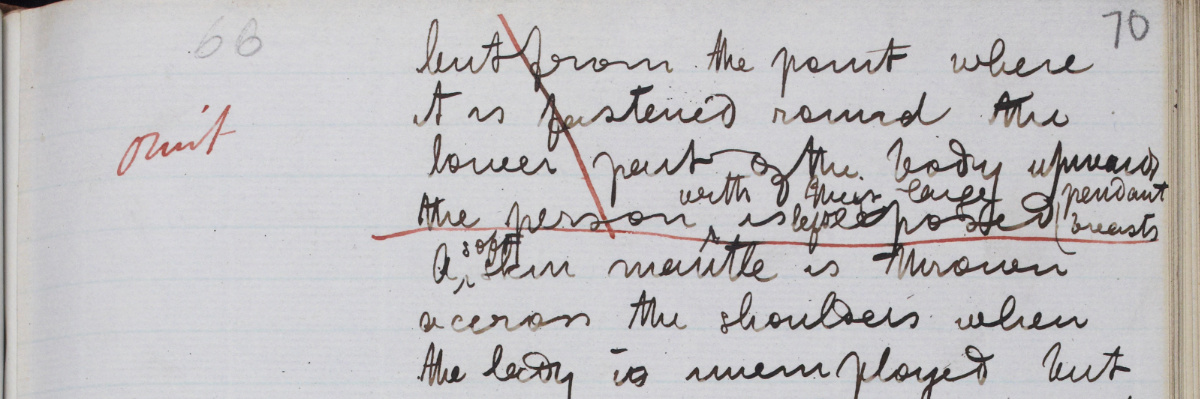 68
70
omit
but from the point where
it is fastened round the
lower part of the body upwards
with their large pendant
the person is left exposed breasts
A soft skin mantle is thrown
accross the shoulders when
the lady is unemployed but